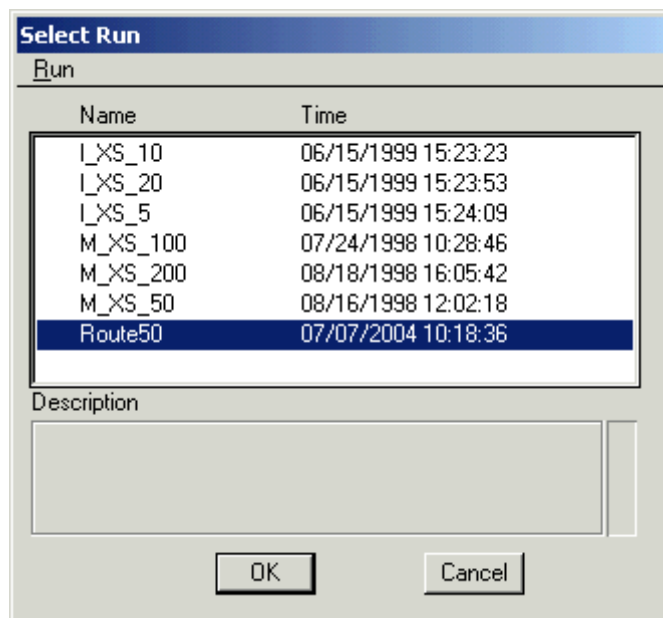 Select Run
Run
Name Time
I_XS_10 06/15/1999 15:23:23
I_XS_20 06/15/1999 15:23:53
I_XS_5 06/15/1999 15:24:09
M_XS_100 07/24/1998 10:28:46
M_XS_200 08/18/1998 16:05:42
M_XS_50 08/16/1998 12:02:18
Route50 07/07/2004 10:18:36
Description
OK Cancel